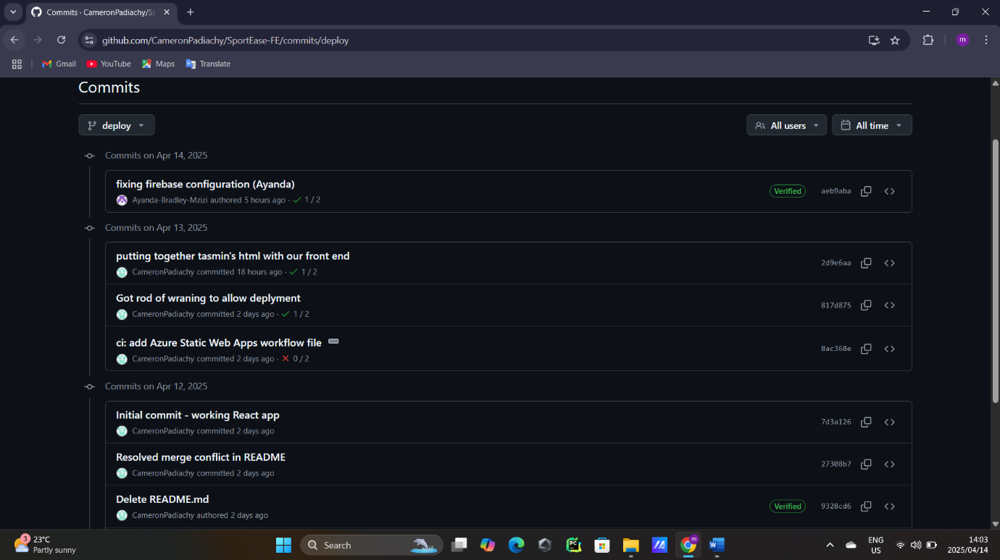 Commits · CameronPadiachy/Sp
github.com/CameronPadiachy/SportEase-FE/commits/deploy
m
Gmail
YouTube
Maps
Translate
Commits
deploy
All users
All time
Commits on Apr 14, 2025
fixing firebase configuration (Ayanda)
Ayanda-Bradley-Mzizi authored 5 hours ago · 1 / 2
Verified
aeb9aba
Commits on Apr 13, 2025
putting together tasmin's html with our front end
CameronPadiachy committed 18 hours ago · 1 / 2
2d9e6aa
Got rod of wraning to allow deplyment
CameronPadiachy committed 2 days ago · 1 / 2
817d875
ci: add Azure Static Web Apps workflow file
CameronPadiachy committed 2 days ago · 0 / 2
8ac368e
Commits on Apr 12, 2025
Initial commit - working React app
CameronPadiachy committed 2 days ago
7d3a126
Resolved merge conflict in README
CameronPadiachy committed 2 days ago
27308b7
Delete README.md
CameronPadiachy authored 2 days ago
Verified
9328cd6
3
23°C
Partly sunny
Search
PC
m
W
ENG
US
14:03
2025/04/14